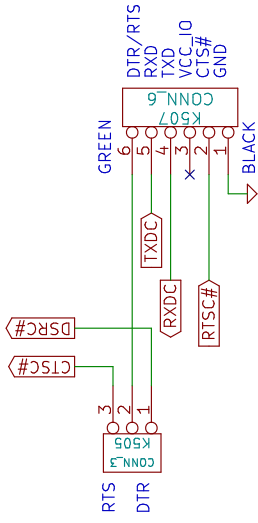 DTR/RTS
RXD
TXD
VCC_IO
CTS#
GND
CONN_6
K507
GREEN
6
5
4
3
2
1
BLACK
TXDC
RXDC
RTSC#
DSRC#
CTSC#
3
2
1
K505
CONN_3
RTS
DTR